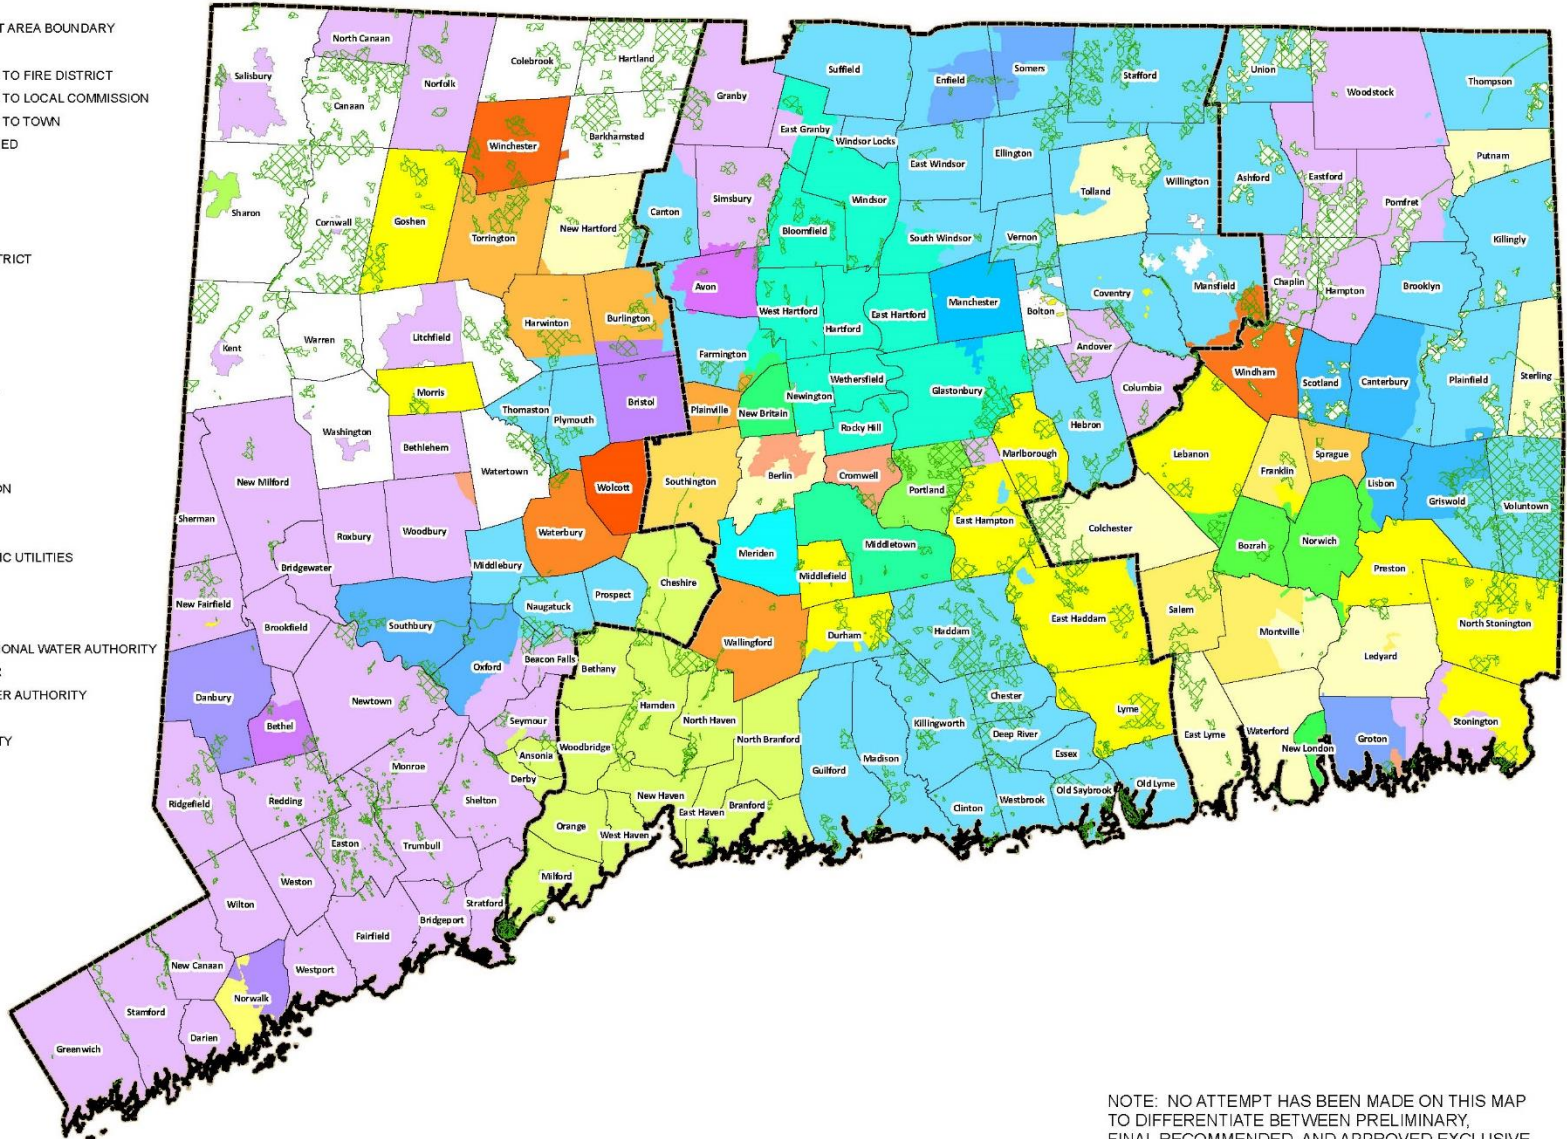 T AREA BOUNDARY
TO FIRE DISTRICT
TO LOCAL COMMISSION
TO TOWN
ED
TRICT
ON
IC UTILITIES
IONAL WATER AUTHORITY
ER AUTHORITY
TY
North Canaan
Colebrook
Hartland
Salisbury
Norfolk
Canaan
Winchester
Barkhamsted
Granby
Suffield
Enfield
Somers
Stafford
Union
Woodstock
Thompson
East Granby
Windsor Locks
East Windsor
Ellington
Tolland
Willington
Ashford
Eastford
Putnam
Pomfret
Sharon
Cornwall
Goshen
Torrington
New Hartford
Canton
Simsbury
Bloomfield
Windsor
South Windsor
Vernon
Killingly
Avon
West Hartford
Hartford
East Hartford
Manchester
Bolton
Coventry
Mansfield
Chaplin
Hampton
Brooklyn
Kent
Warren
Litchfield
Harwinton
Burlington
Farmington
Andover
Columbia
Windham
Scotland
Canterbury
Plainfield
Sterling
Morris
Bristol
Plainville
New Britain
Newington
Wethersfield
Glastonbury
Rocky Hill
Hebron
Marlborough
Washington
Bethlehem
Thomaston
Plymouth
Watertown
Wolcott
Southington
Berlin
Cromwell
Portland
Lebanon
Franklin
Sprague
Lisbon
Griswold
Voluntown
New Milford
Sherman
Roxbury
Woodbury
Waterbury
Meriden
Middletown
East Hampton
Colchester
Bozrah
Norwich
Preston
Bridgewater
Middlebury
Cheshire
Middlefield
New Fairfield
Brookfield
Southbury
Naugatuck
Prospect
Oxford
Beacon Falls
Bethany
Wallingford
Durham
Haddam
East Haddam
Salem
Montville
Ledyard
North Stonington
Danbury
Bethel
Newtown
Seymour
Woodbridge
Hamden
North Haven
North Branford
Killingworth
Chester
Deep River
Lyme
East Lyme
Waterford
New London
Groton
Stonington
Ansonia
Derby
Monroe
Guilford
Madison
Essex
Ridgefield
Redding
Shelton
Orange
New Haven
East Haven
Branford
Clinton
Westbrook
Old Saybrook
Old Lyme
Easton
Trumbull
West Haven
Milford
Weston
Wilton
Stratford
Bridgeport
Fairfield
New Canaan
Westport
Norwalk
Stamford
Darien
Greenwich
NOTE: NO ATTEMPT HAS BEEN MADE ON THIS MAP
TO DIFFERENTIATE BETWEEN PRELIMINARY,
FINAL RECOMMENDED, AND APPROVED EXCLUSIVE